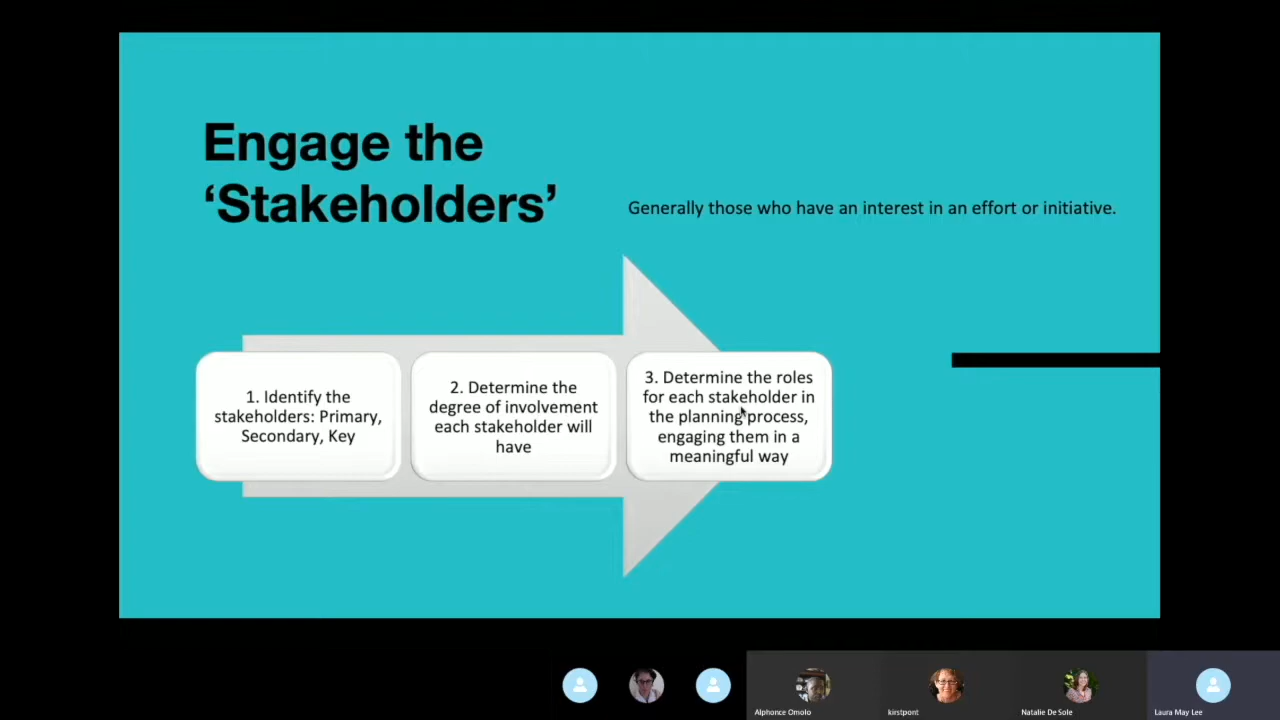 Engage the
‘Stakeholders’
Generally those who have an interest in an effort or initiative.
1. Identify the
stakeholders: Primary,
Secondary, Key
2. Determine the
degree of involvement
each stakeholder will
have
3. Determine the roles
for each stakeholder in
the planning process,
engaging them in a
meaningful way
Alphonce Omolo
kirstpont
Natalie De Sole
Laura May Lee